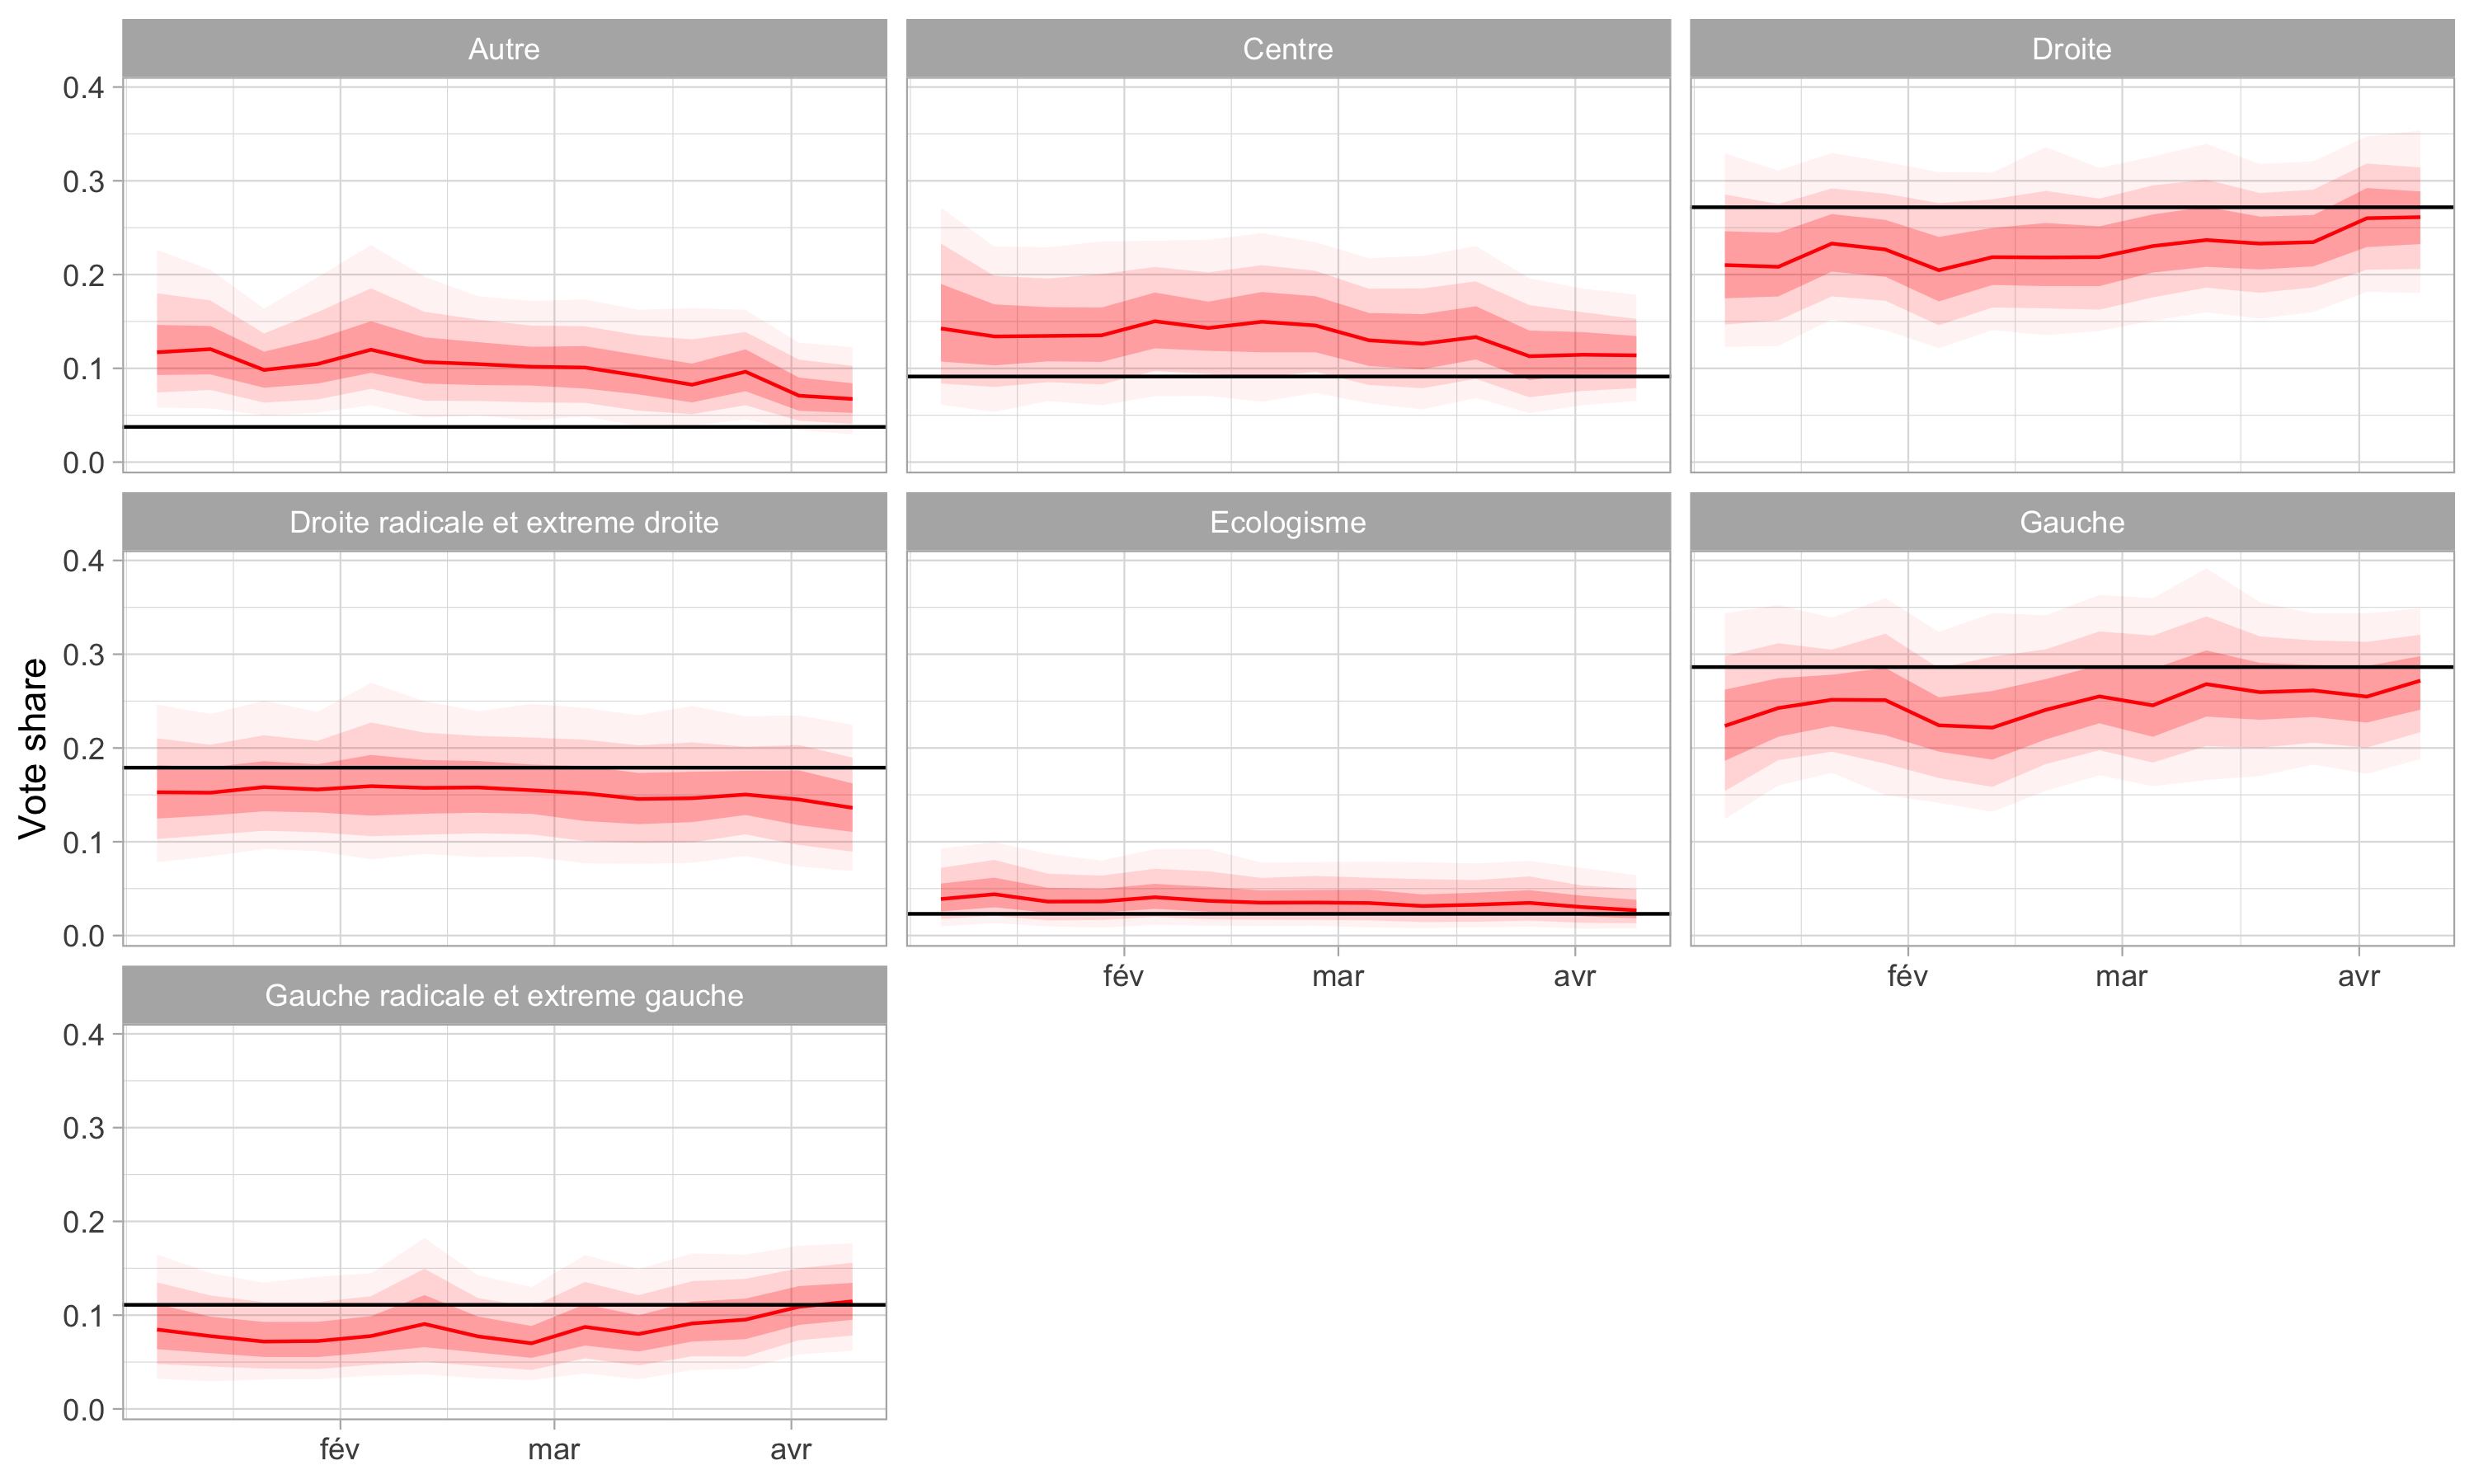 Autre
Centre
Droite
0.4
0.3
0.2
0.1
0.0
Droite radicale et extreme droite
Ecologisme
Gauche
0.4
0.3
0.2
0.1
0.0
Vote share
fév
mar
avr
fév
mar
avr
Gauche radicale et extreme gauche
0.4
0.3
0.2
0.1
0.0
fév
mar
avr